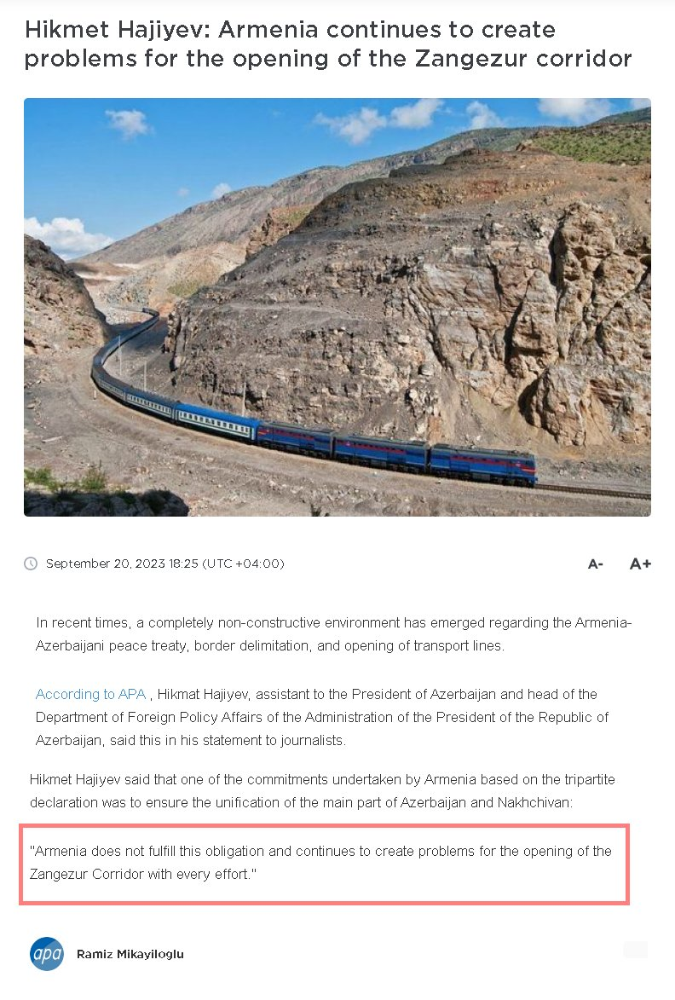 Hikmet Hajiyev: Armenia continues to create
problems for the opening of the Zangezur corridor
September 20, 2023 18:25 (UTC +04:00)
A-
A+
In recent times, a completely non-constructive environment has emerged regarding the Armenia-
Azerbaijani peace treaty, border delimitation, and opening of transport lines.
According to APA , Hikmat Hajiyev, assistant to the President of Azerbaijan and head of the
Department of Foreign Policy Affairs of the Administration of the President of the Republic of
Azerbaijan, said this in his statement to journalists.
Hikmet Hajiyev said that one of the commitments undertaken by Armenia based on the tripartite
declaration was to ensure the unification of the main part of Azerbaijan and Nakhchivan:
"Armenia does not fulfill this obligation and continues to create problems for the opening of the
Zangezur Corridor with every effort."
apa
Ramiz Mikayiloglu